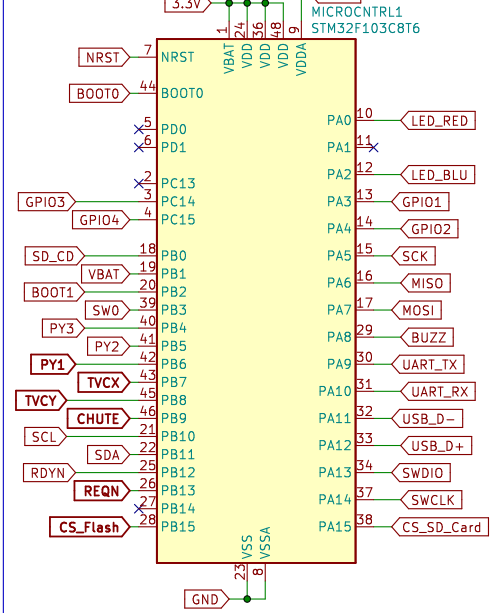 3.3V
MICROCNTRL1
STM32F103C8T6
1 24 36 48 9
VBAT VDD VDD VDD VDDA
NRST 7 NRST
BOOT0 44 BOOT0
PA0 10 LED_RED
5 PD0
PA1 11
6 PD1
PA2 12 LED_BLU
2 PC13
GPIO3 3 PC14
PA3 13 GPIO1
GPIO4 4 PC15
PA4 14 GPIO2
SD_CD 18 PB0
PA5 15 SCK
VBAT 19 PB1
PA6 16 MISO
BOOT1 20 PB2
SW0 39 PB3
PA7 17 MOSI
PY3 40 PB4
PA8 29 BUZZ
PY2 41 PB5
PY1 42 PB6
PA9 30 UART_TX
TVCX 43 PB7
PA10 31 UART_RX
TVCY 45 PB8
CHUTE 46 PB9
PA11 32 USB_D-
SCL 21 PB10
PA12 33 USB_D+
SDA 22 PB11
RDYN 25 PB12
PA13 34 SWDIO
REQN 26 PB13
PA14 37 SWCLK
27 PB14
CS_Flash 28 PB15
PA15 38 CS_SD_Card
VSS VSSA
23 8
GND